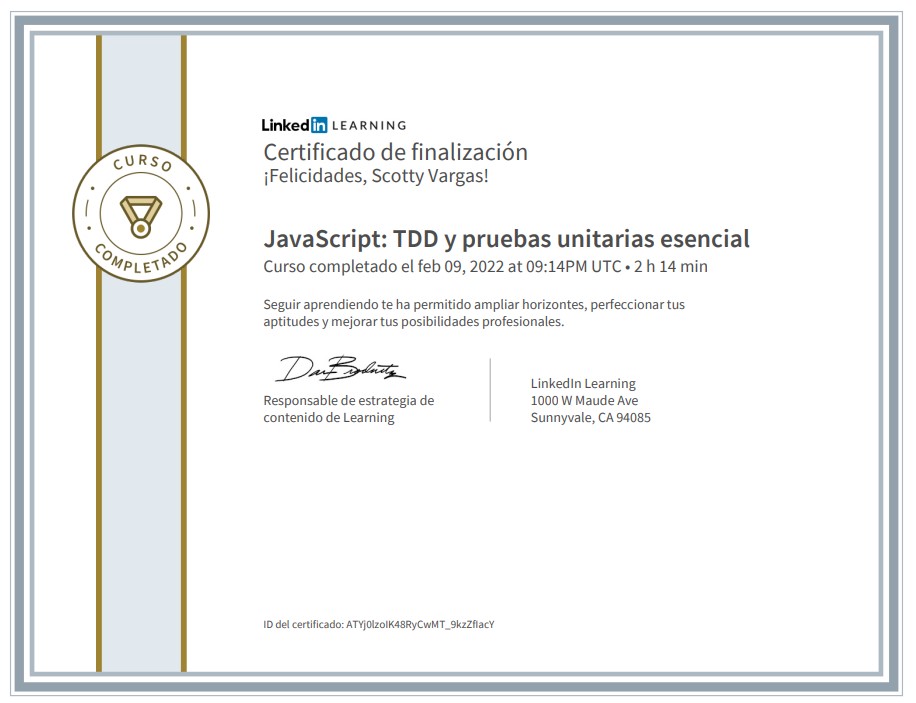 CURSO
COMPLETADO
LinkedIn LEARNING
Certificado de finalización
¡Felicidades, Scotty Vargas!
JavaScript: TDD y pruebas unitarias esencial
Curso completado el feb 09, 2022 at 09:14PM UTC • 2 h 14 min
Seguir aprendiendo te ha permitido ampliar horizontes, perfeccionar tus
aptitudes y mejorar tus posibilidades profesionales.
Responsable de estrategia de
contenido de Learning
LinkedIn Learning
1000 W Maude Ave
Sunnyvale, CA 94085
ID del certificado: ATYj0lzoIK48RyCwMT_9kzZfIacY